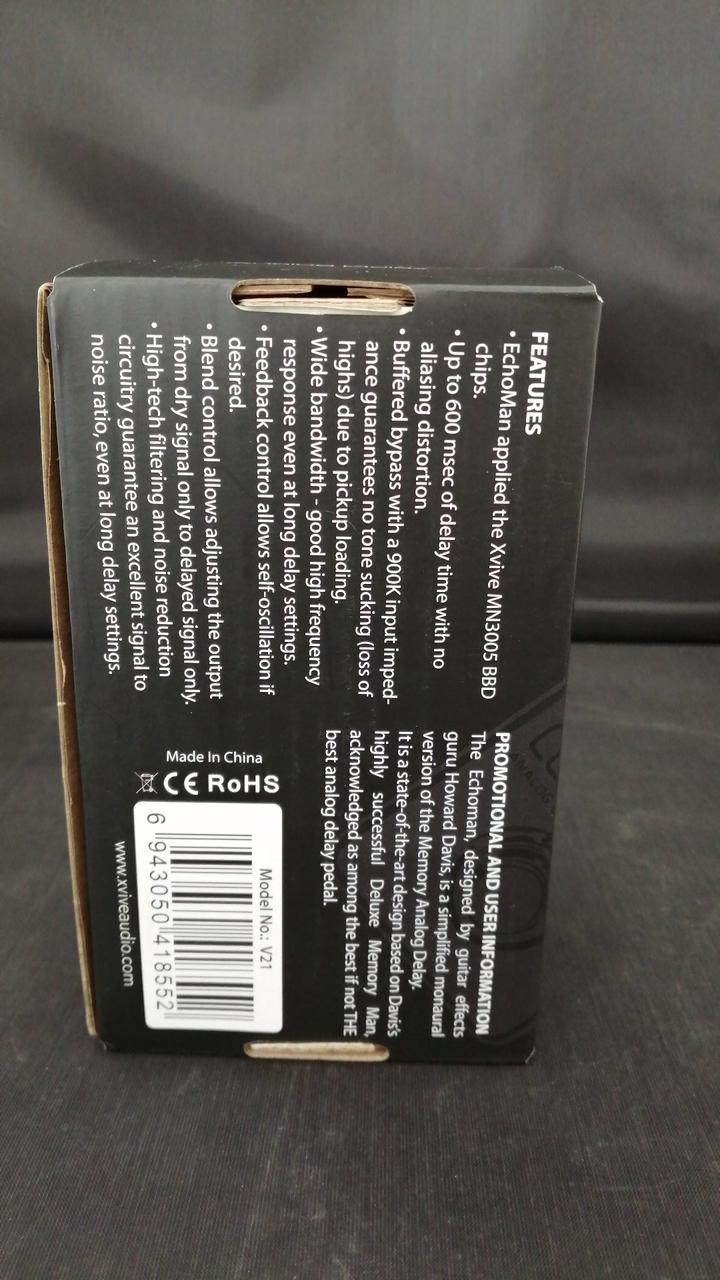 FEATURES
• EchoMan applied the Xvive MN3005 BBD
chips.
• Up to 600 msec of delay time with no
aliasing distortion.
• Buffered bypass with a 900K input imped-
ance guarantees no tone sucking (loss of
highs) due to pickup loading.
• Wide bandwidth - good high frequency
response even at long delay settings.
• Feedback control allows self-oscillation if
desired.
• Blend control allows adjusting the output
from dry signal only to delayed signal only.
• High-tech filtering and noise reduction
circuitry guarantee an excellent signal to
noise ratio, even at long delay settings.
PROMOTIONAL AND USER INFORMATION
The Echoman, designed by guitar effects
guru Howard Davis, is a simplified monaural
version of the Memory Analog Delay.
It is a state-of-the-art design based on Davis's
highly successful Deluxe Memory Man,
acknowledged as among the best if not THE
best analog delay pedal.
Made In China
CE RoHS
Model No.: V21
6 943050 418552
www.xviveaudio.com